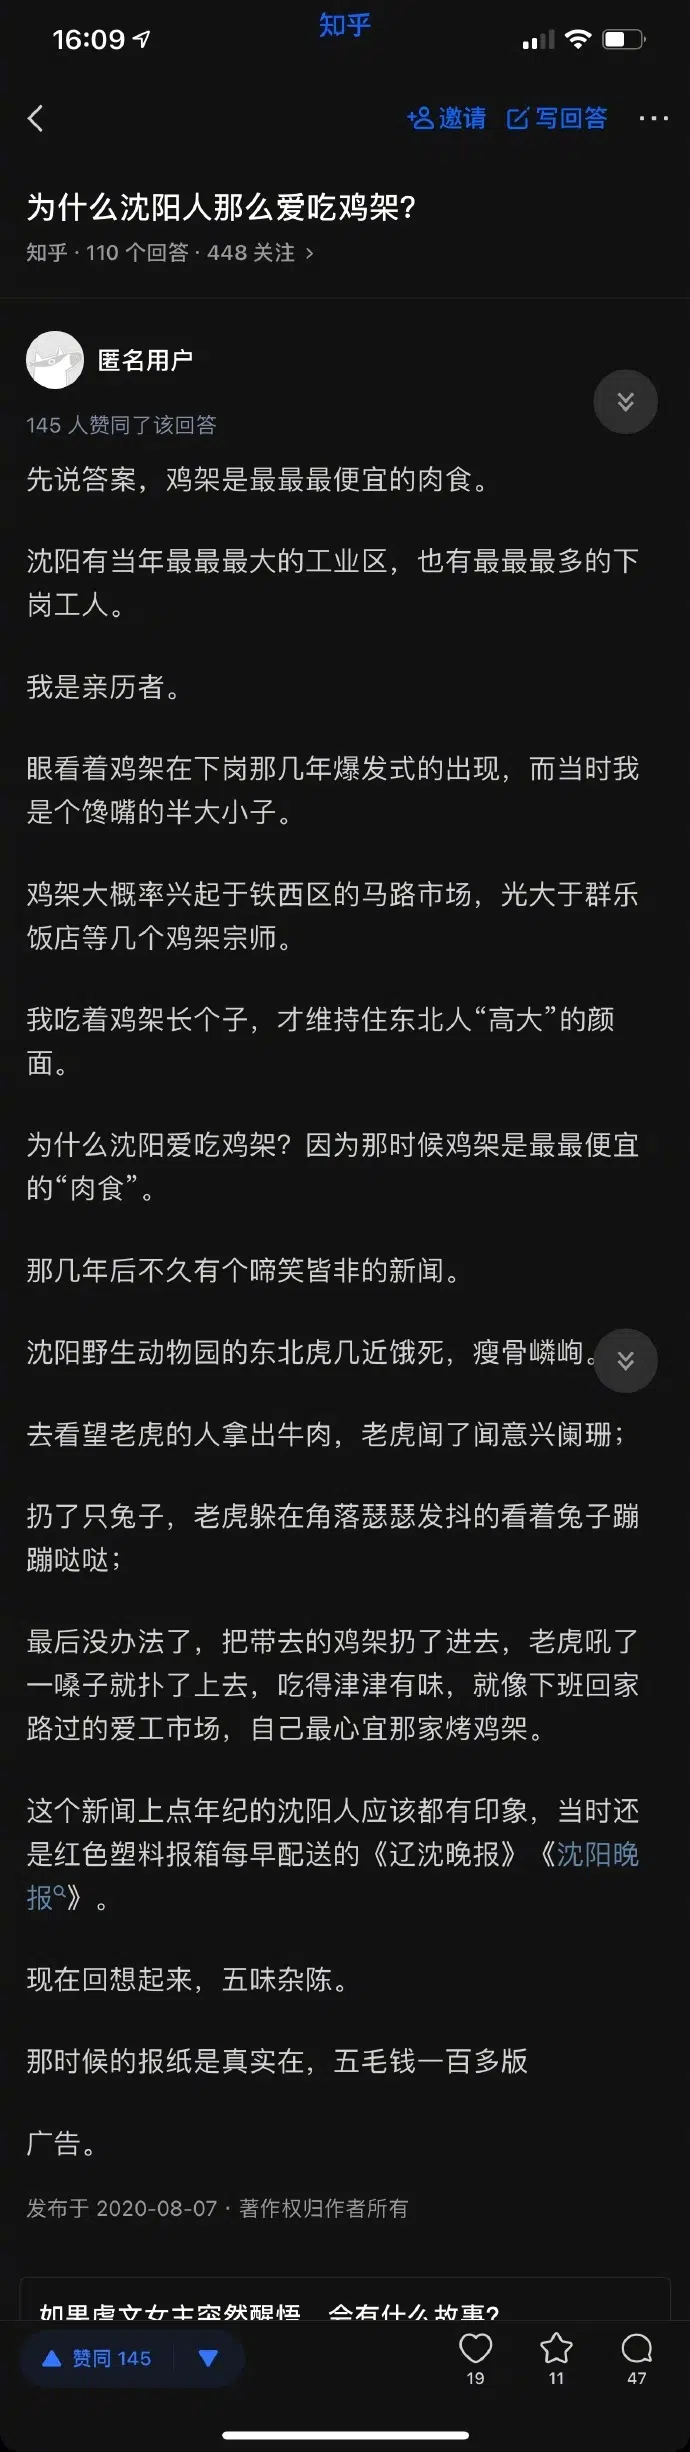 16:09
知乎
邀请 写回答
为什么沈阳人那么爱吃鸡架?
知乎 · 110 个回答 · 448 关注 >
匿名用户
145 人赞同了该回答
先说答案，鸡架是最最最便宜的肉食。
沈阳有当年最最最大的工业区，也有最最最多的下
岗工人。
我是亲历者。
眼看着鸡架在下岗那几年爆发式的出现，而当时我
是个馋嘴的半大小子。
鸡架大概率兴起于铁西区的马路市场，光大于群乐
饭店等几个鸡架宗师。
我吃着鸡架长个子，才维持住东北人“高大”的颜
面。
为什么沈阳爱吃鸡架？因为那时候鸡架是最最便宜
的“肉食”。
那几年后不久有个啼笑皆非的新闻。
沈阳野生动物园的东北虎几近饿死，瘦骨嶙峋。
去看望老虎的人拿出牛肉，老虎闻了闻意兴阑珊；
扔了只兔子，老虎躲在角落瑟瑟发抖的看着兔子蹦
蹦哒哒；
最后没办法了，把带去的鸡架扔了进去，老虎吼了
一嗓子就扑了上去，吃得津津有味，就像下班回家
路过的爱工市场，自己最心宜那家烤鸡架。
这个新闻上点年纪的沈阳人应该都有印象，当时还
是红色塑料报箱每早配送的《辽沈晚报》《沈阳晚
报》。
现在回想起来，五味杂陈。
那时候的报纸是真实在，五毛钱一百多版
广告。
发布于 2020-08-07 · 著作权归作者所有
如果虐文女主突然醒悟，会有什么故事?
赞同 145
19
11
47